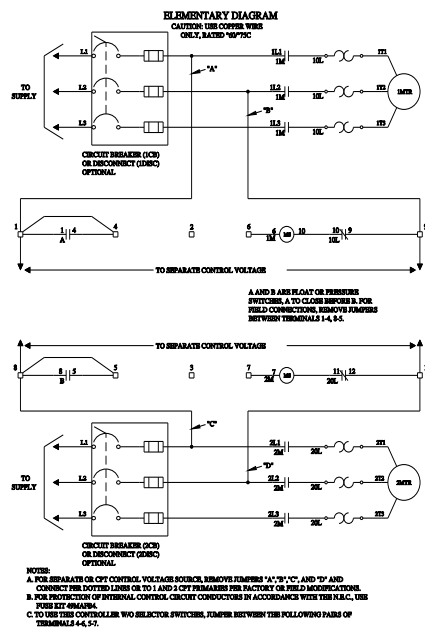 ELEMENTARY DIAGRAM
CAUTION: USE COPPER WIRE
ONLY, RATED "60/"75C
L1 1L1 1M 10L 1T1
"A"
TO
SUPPLY
L2 1L2 1M 10L 1T2 1MTR
"B"
L3 1L3 1M 10L 1T3
CIRCUIT BREAKER (1CB)
OR DISCONNECT (1DISC)
OPTIONAL
1 1 4 A 4 2 6 6 1M 10 10 9 10L
TO SEPARATE CONTROL VOLTAGE
A AND B ARE FLOAT OR PRESSURE
SWITCHES, A TO CLOSE BEFORE B. FOR
FIELD CONNECTIONS, REMOVE JUMPERS
BETWEEN TERMINALS 1-4, 8-5.
TO SEPARATE CONTROL VOLTAGE
8 8 5 B 5 3 7 7 2M 11 12 20L
"C"
L1 2L1 2M 20L 2T1
"D"
TO
SUPPLY
L2 2L2 2M 20L 2T2 2MTR
L3 2L3 2M 20L 2T3
CIRCUIT BREAKER (2CB)
OR DISCONNECT (2DISC)
OPTIONAL
NOTES:
A. FOR SEPARATE OR CPT CONTROL VOLTAGE SOURCE, REMOVE JUMPERS "A","B","C", AND "D" AND
CONNECT PER DOTTED LINES OR TO 1 AND 2 CPT PRIMARIES PER FACTORY OR FIELD MODIFICATIONS.
B. FOR PROTECTION OF INTERNAL CONTROL CIRCUIT CONDUCTORS IN ACCORDANCE WITH THE N.E.C., USE
FUSE KIT 49MAFB4.
C. TO USE THIS CONTROLLER W/O SELECTOR SWITCHES, JUMPER BETWEEN THE FOLLOWING PAIRS OF
TERMINALS 4-6, 5-7.